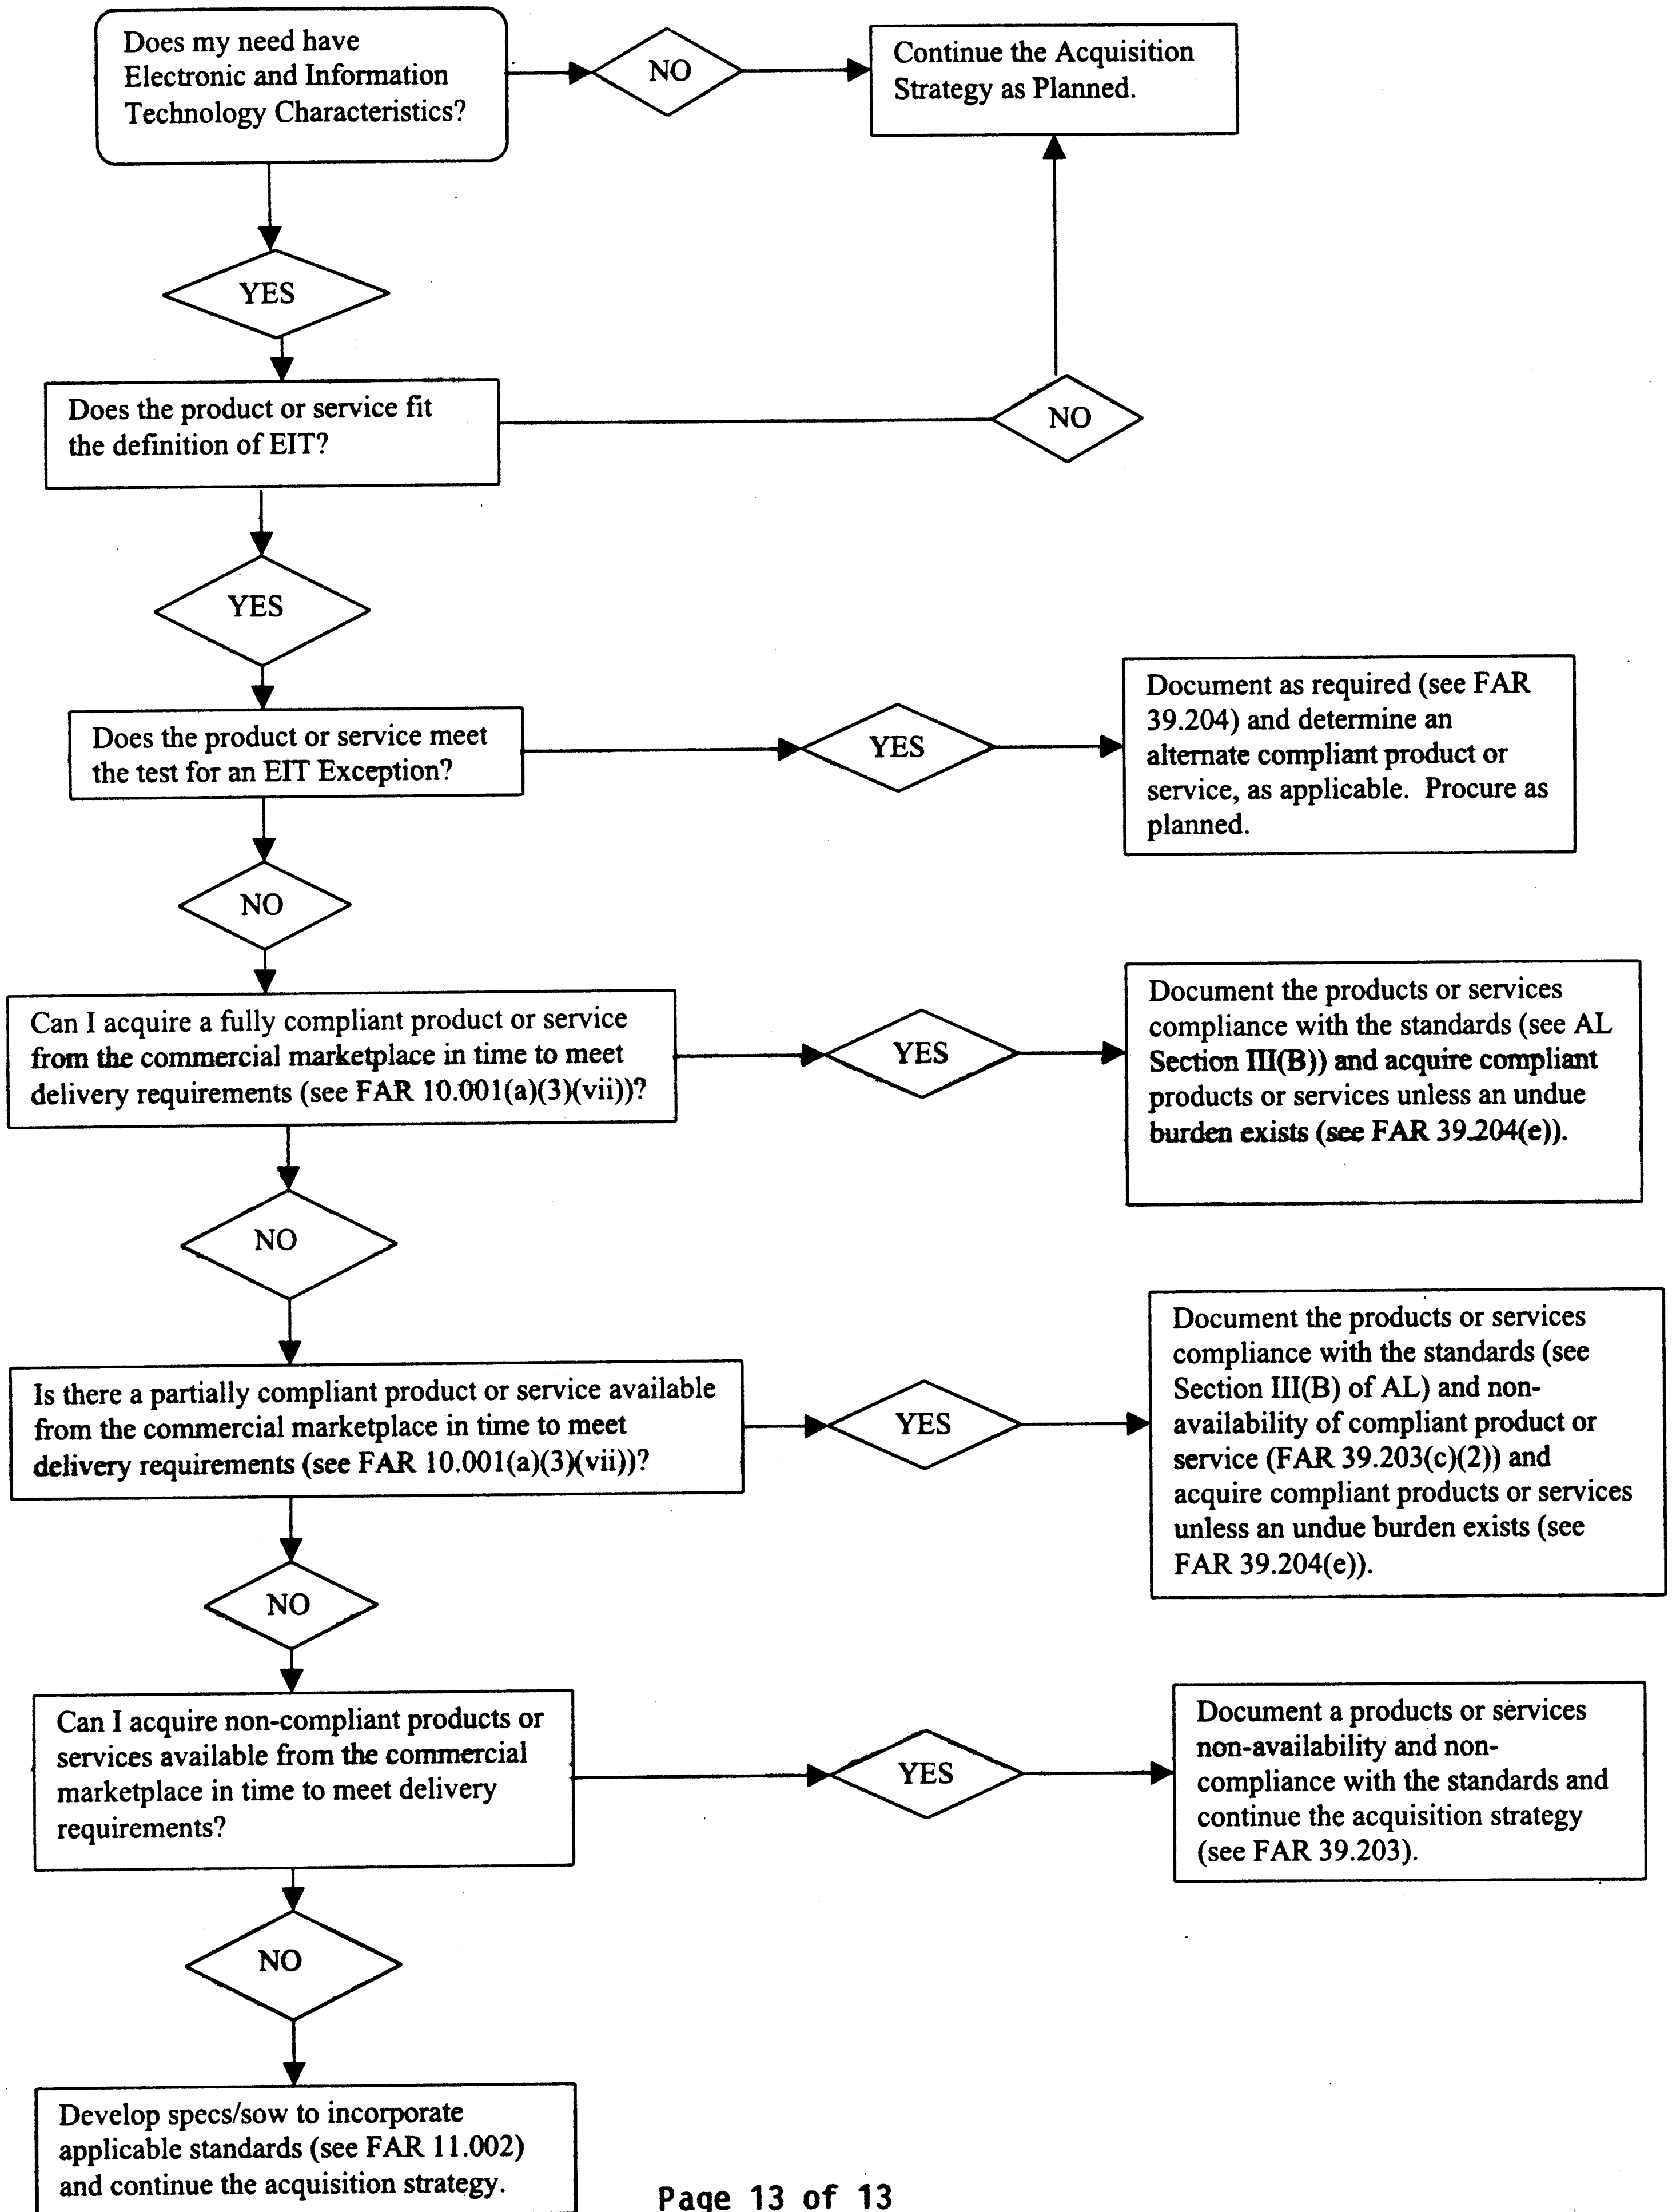 Does my need have
Electronic and Information
Technology Characteristics?
NO
Continue the Acquisition
Strategy as Planned.
YES
Does the product or service fit
the definition of EIT?
NO
YES
Does the product or service meet
the test for an EIT Exception?
YES
Document as required (see FAR
39.204) and determine an
alternate compliant product or
service, as applicable. Procure as
planned.
NO
Can I acquire a fully compliant product or service
from the commercial marketplace in time to meet
delivery requirements (see FAR 10.001(a)(3)(vii))?
YES
Document the products or services
compliance with the standards (see AL
Section III(B)) and acquire compliant
products or services unless an undue
burden exists (see FAR 39.204(e)).
NO
Is there a partially compliant product or service available
from the commercial marketplace in time to meet
delivery requirements (see FAR 10.001(a)(3)(vii))?
YES
Document the products or services
compliance with the standards (see
Section III(B) of AL) and non-
availability of compliant product or
service (FAR 39.203(c)(2)) and
acquire compliant products or services
unless an undue burden exists (see
FAR 39.204(e)).
NO
Can I acquire non-compliant products or
services available from the commercial
marketplace in time to meet delivery
requirements?
YES
Document a products or services
non-availability and non-
compliance with the standards and
continue the acquisition strategy
(see FAR 39.203).
NO
Develop specs/sow to incorporate
applicable standards (see FAR 11.002)
and continue the acquisition strategy.
Page 13 of 13